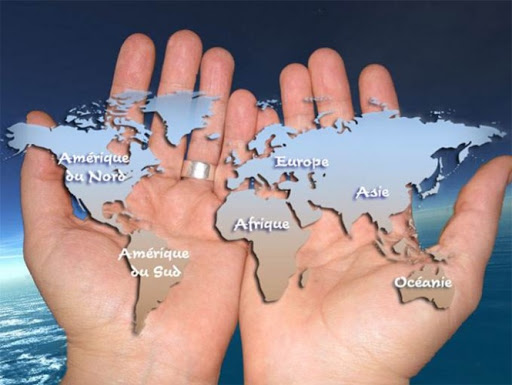 Amérique
du Nord
Europe
Asie
Afrique
Amérique
du Sud
Océanie